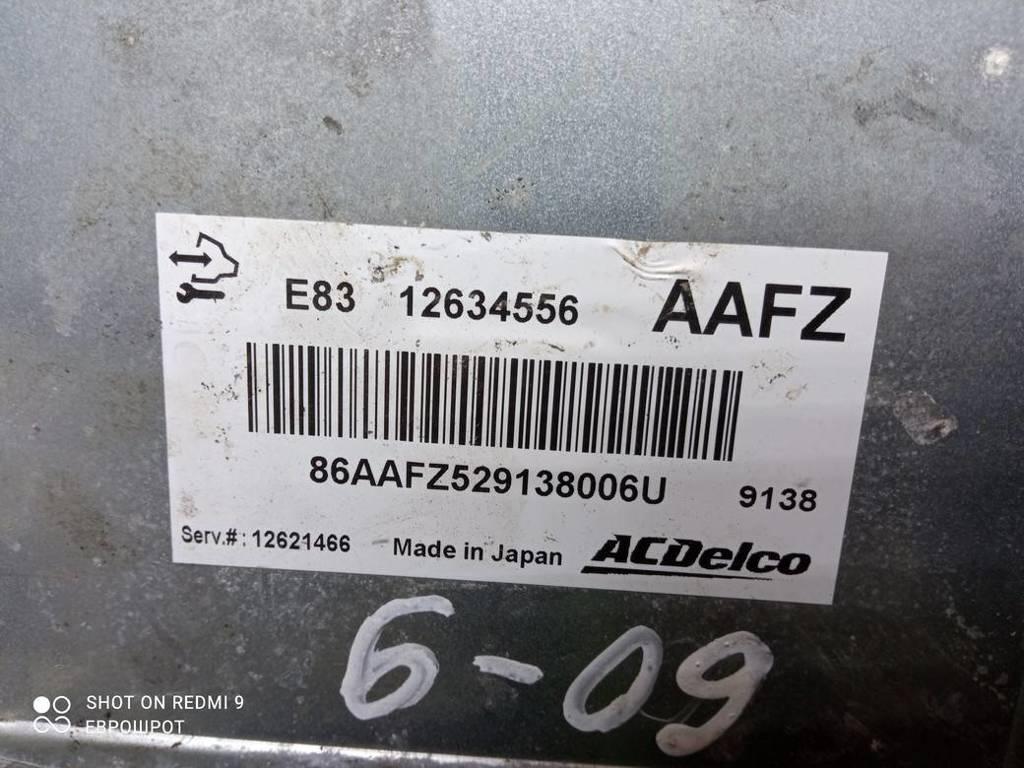 E83 12634556 AAFZ
86AAFZ529138006U 9138
Serv.#: 12621466 Made in Japan ACDelco
6-09
SHOT ON REDMI 9
ЕВРОШРОТ